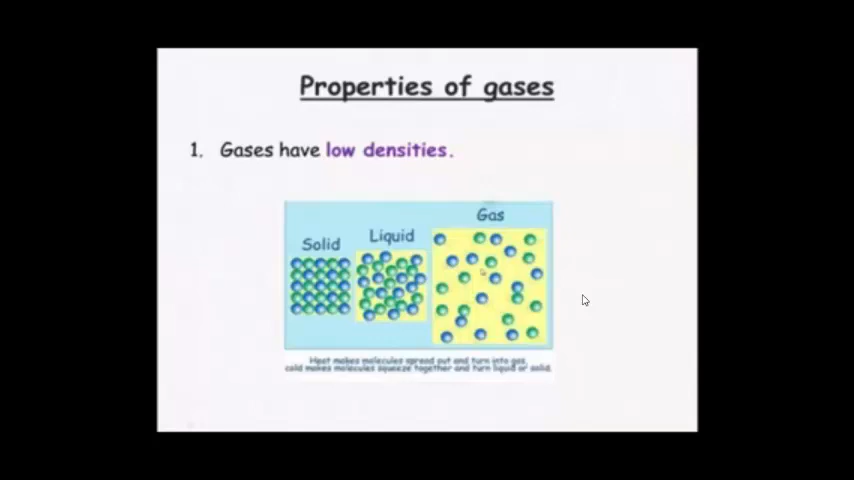 Properties of gases
1. Gases have low densities.
Gas
Liquid
Solid
Heat makes molecules spread out and turn into gas,
cold makes molecules squeeze together and turn liquid or solid.